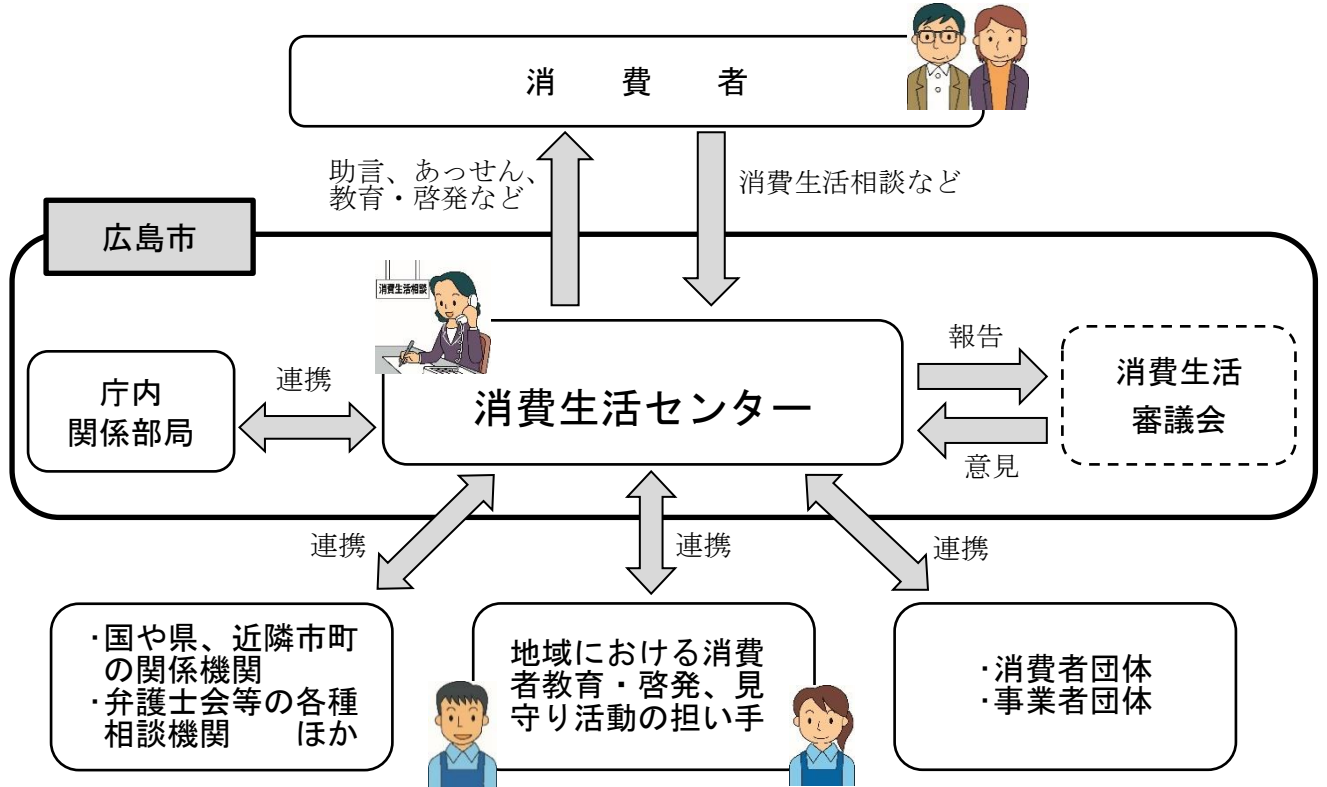 消　費　者
助言、あっせん、
教育・啓発など
消費生活相談など
広島市
消費生活相談
庁内
関係部局
連携
消費生活センター
報告
意見
消費生活
審議会
連携
連携
連携
・国や県、近隣市町
の関係機関
・弁護士会等の各種
相談機関　　ほか
地域における消費
者教育・啓発、見
守り活動の担い手
・消費者団体
・事業者団体